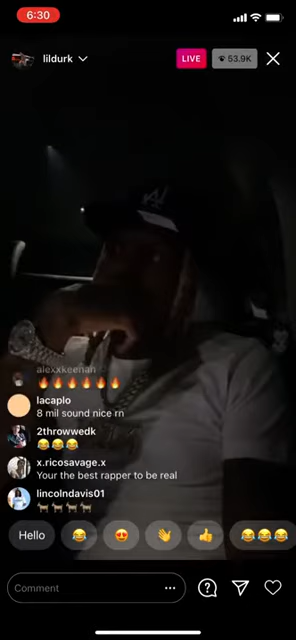 6:30
lildurk
LIVE
53.9K
alexxkeenan
🔥🔥🔥🔥🔥🔥
lacaplo
8 mil sound nice rn
2throwwedk
😂😂😂
x.ricosavage.x
Your the best rapper to be real
lincolndavis01
🐐🐐🐐🐐
Hello 😂 😍 👋 👍 😂😂😂
Comment